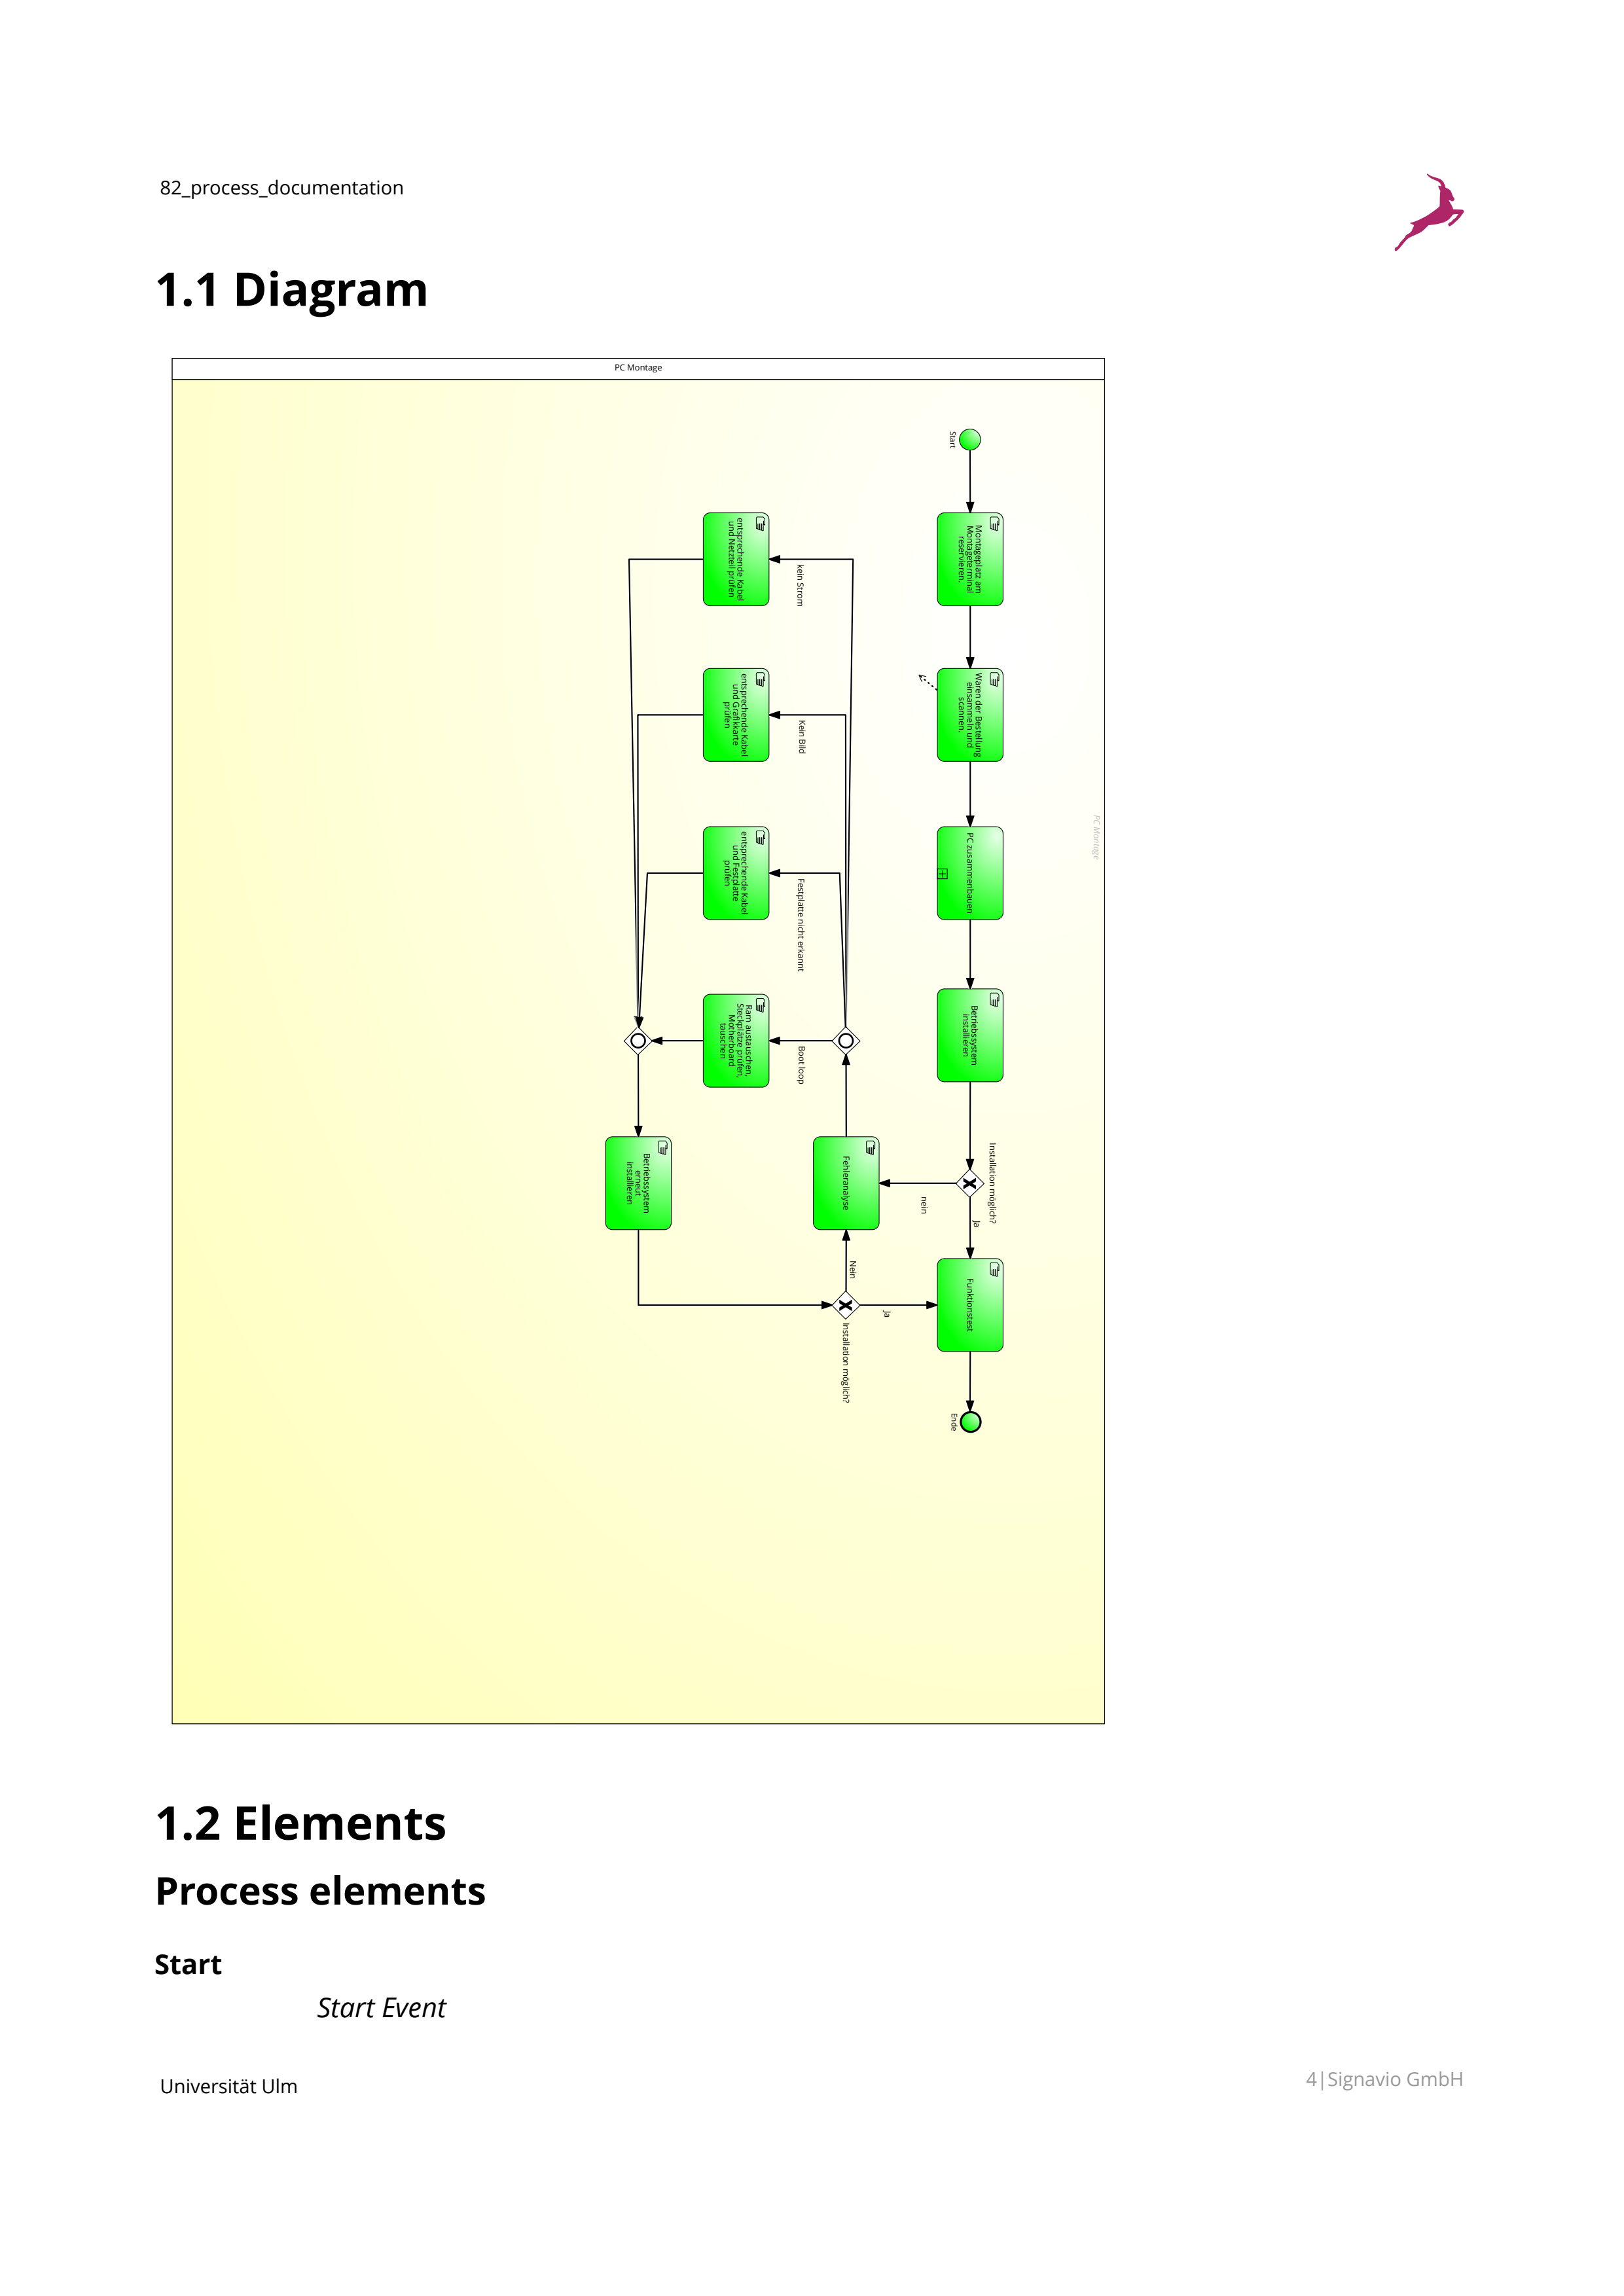 82_process_documentation
1.1 Diagram
PC Montage
PC Montage
Start
Montageplatz am
Montageterminal
reservieren.
Waren der Bestellung
einsammeln und
scannen.
PC zusammenbauen
Betriebssystem
installieren
Installation möglich?
Ja
nein
Funktionstest
Ende
Fehleranalyse
Nein
Ja
Installation möglich?
kein Strom
Kein Bild
Festplatte nicht erkannt
Boot loop
entsprechende Kabel
und Netzteil prüfen
entsprechende Kabel
und Grafikkarte
prüfen
entsprechende Kabel
und Festplatte
prüfen
Ram austauschen,
Steckplätze prüfen,
Motherboard
tauschen
Betriebssystem
erneut
installieren
1.2 Elements
Process elements
Start
Start Event
Universität Ulm
4|Signavio GmbH